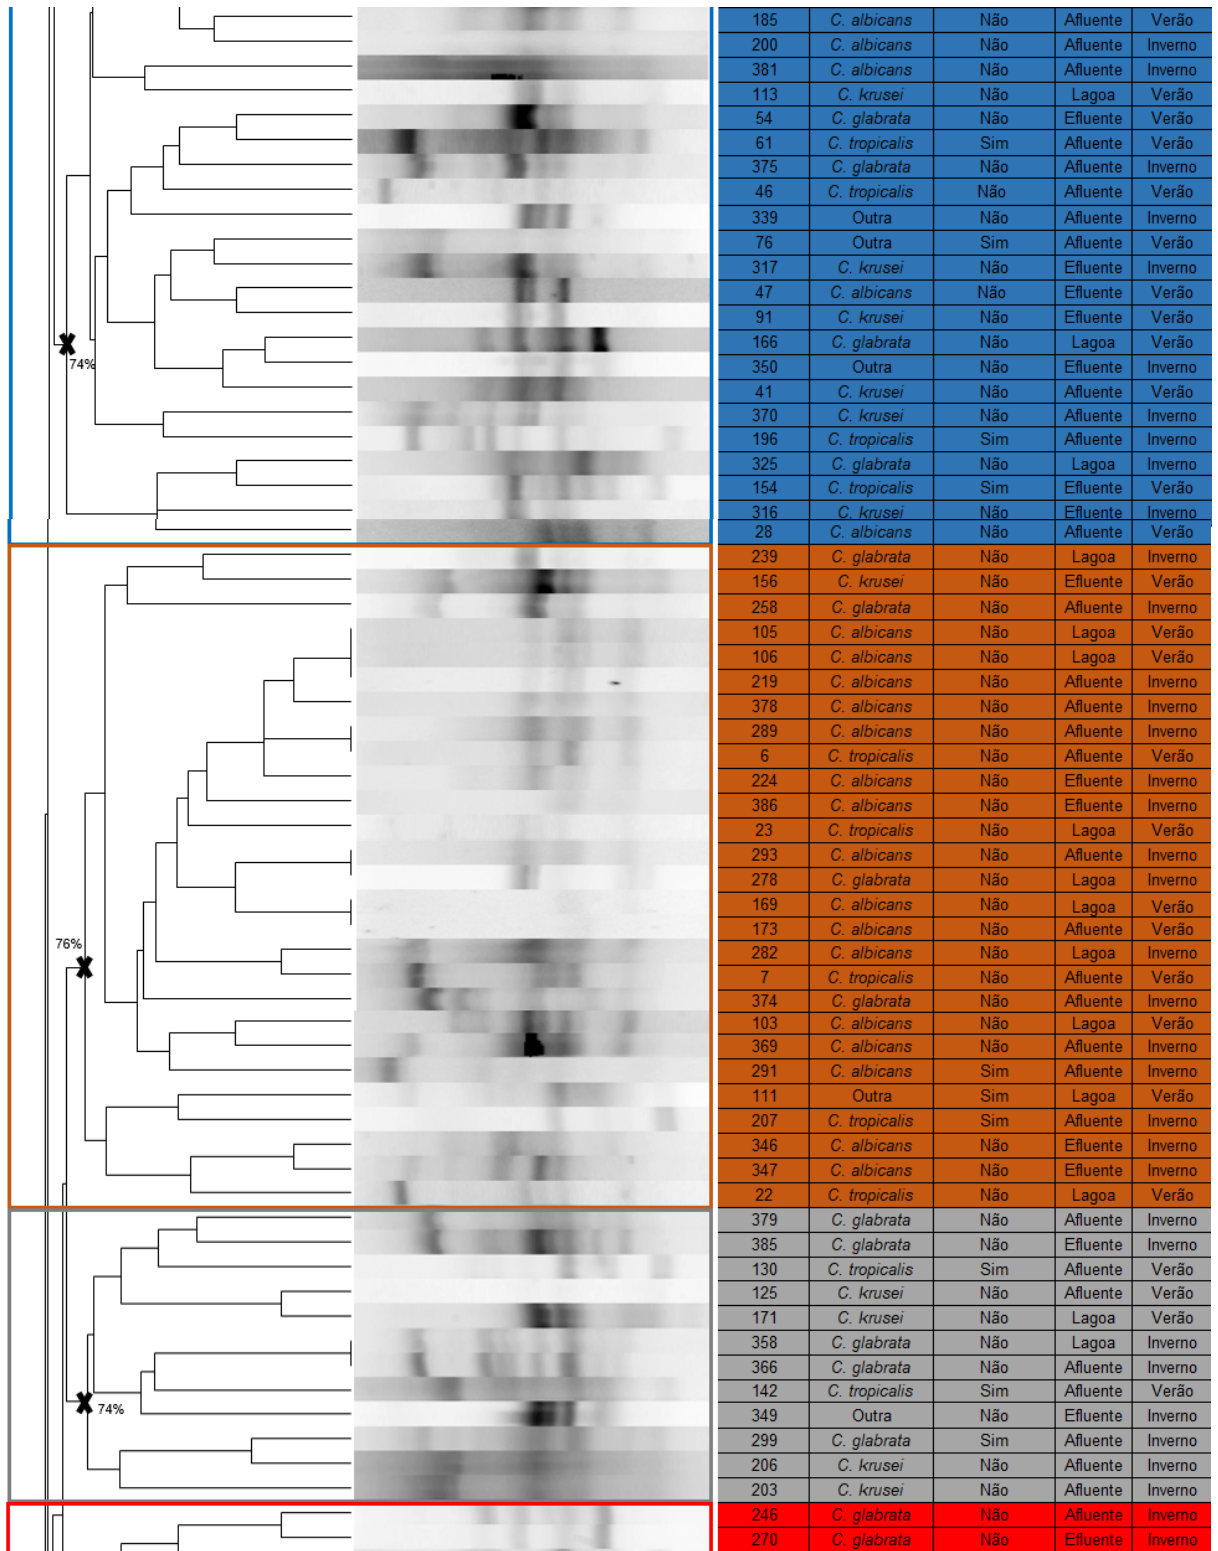 185 C. albicans Não Afluente Verão
200 C. albicans Não Afluente Inverno
381 C. albicans Não Afluente Inverno
113 C. krusei Não Lagoa Verão
54 C. glabrata Não Efluente Verão
61 C. tropicalis Sim Afluente Verão
375 C. glabrata Não Afluente Inverno
46 C. tropicalis Não Afluente Verão
339 Outra Não Afluente Inverno
76 Outra Sim Afluente Verão
317 C. krusei Não Efluente Inverno
47 C. albicans Não Efluente Verão
91 C. krusei Não Efluente Verão
166 C. glabrata Não Lagoa Verão
74%
350 Outra Não Efluente Inverno
41 C. krusei Não Afluente Verão
370 C. krusei Não Afluente Inverno
196 C. tropicalis Sim Afluente Inverno
325 C. glabrata Não Lagoa Inverno
154 C. tropicalis Sim Efluente Verão
316 C. krusei Não Efluente Inverno
28 C. albicans Não Afluente Verão
239 C. glabrata Não Lagoa Inverno
156 C. krusei Não Efluente Verão
258 C. glabrata Não Afluente Inverno
105 C. albicans Não Lagoa Verão
106 C. albicans Não Lagoa Verão
219 C. albicans Não Afluente Inverno
378 C. albicans Não Afluente Inverno
289 C. albicans Não Afluente Inverno
6 C. tropicalis Não Afluente Verão
224 C. albicans Não Efluente Inverno
386 C. albicans Não Efluente Inverno
23 C. tropicalis Não Lagoa Verão
293 C. albicans Não Afluente Inverno
278 C. glabrata Não Lagoa Inverno
169 C. albicans Não Lagoa Verão
173 C. albicans Não Afluente Verão
76%
282 C. albicans Não Lagoa Inverno
7 C. tropicalis Não Afluente Verão
374 C. glabrata Não Afluente Inverno
103 C. albicans Não Lagoa Verão
369 C. albicans Não Afluente Inverno
291 C. albicans Sim Afluente Inverno
111 Outra Sim Lagoa Verão
207 C. tropicalis Sim Afluente Inverno
346 C. albicans Não Efluente Inverno
347 C. albicans Não Efluente Inverno
22 C. tropicalis Não Lagoa Verão
379 C. glabrata Não Afluente Inverno
385 C. glabrata Não Efluente Inverno
130 C. tropicalis Sim Afluente Verão
125 C. krusei Não Afluente Verão
171 C. krusei Não Lagoa Verão
358 C. glabrata Não Lagoa Inverno
366 C. glabrata Não Afluente Inverno
142 C. tropicalis Sim Afluente Verão
74%
349 Outra Não Efluente Inverno
299 C. glabrata Sim Afluente Inverno
206 C. krusei Não Afluente Inverno
203 C. krusei Não Afluente Inverno
246 C. glabrata Não Afluente Inverno
270 C. glabrata Não Efluente Inverno